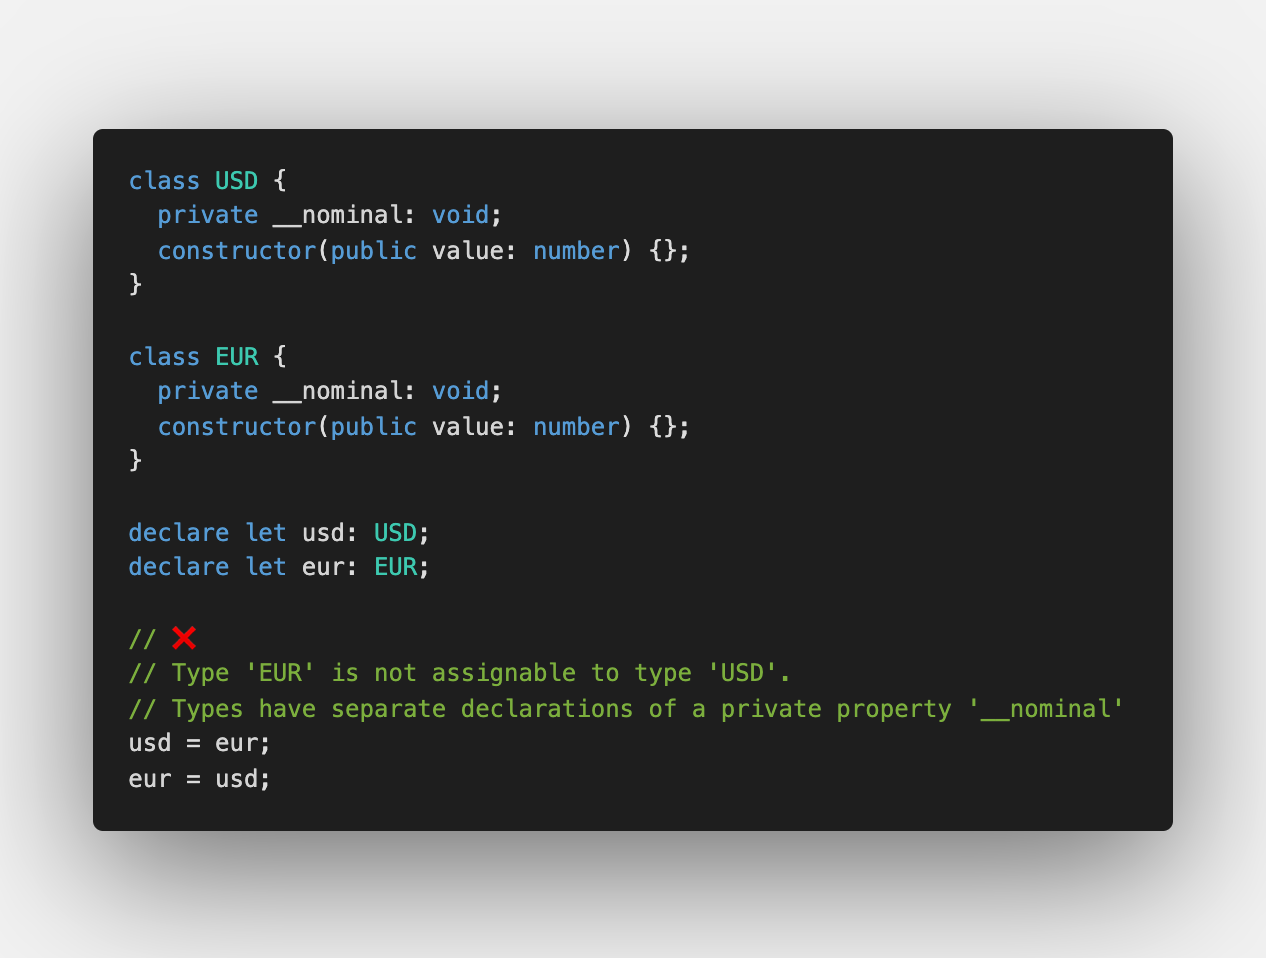 class USD {
  private __nominal: void;
  constructor(public value: number) {};
}

class EUR {
  private __nominal: void;
  constructor(public value: number) {};
}

declare let usd: USD;
declare let eur: EUR;

// ❌
// Type 'EUR' is not assignable to type 'USD'.
// Types have separate declarations of a private property '__nominal'
usd = eur;
eur = usd;